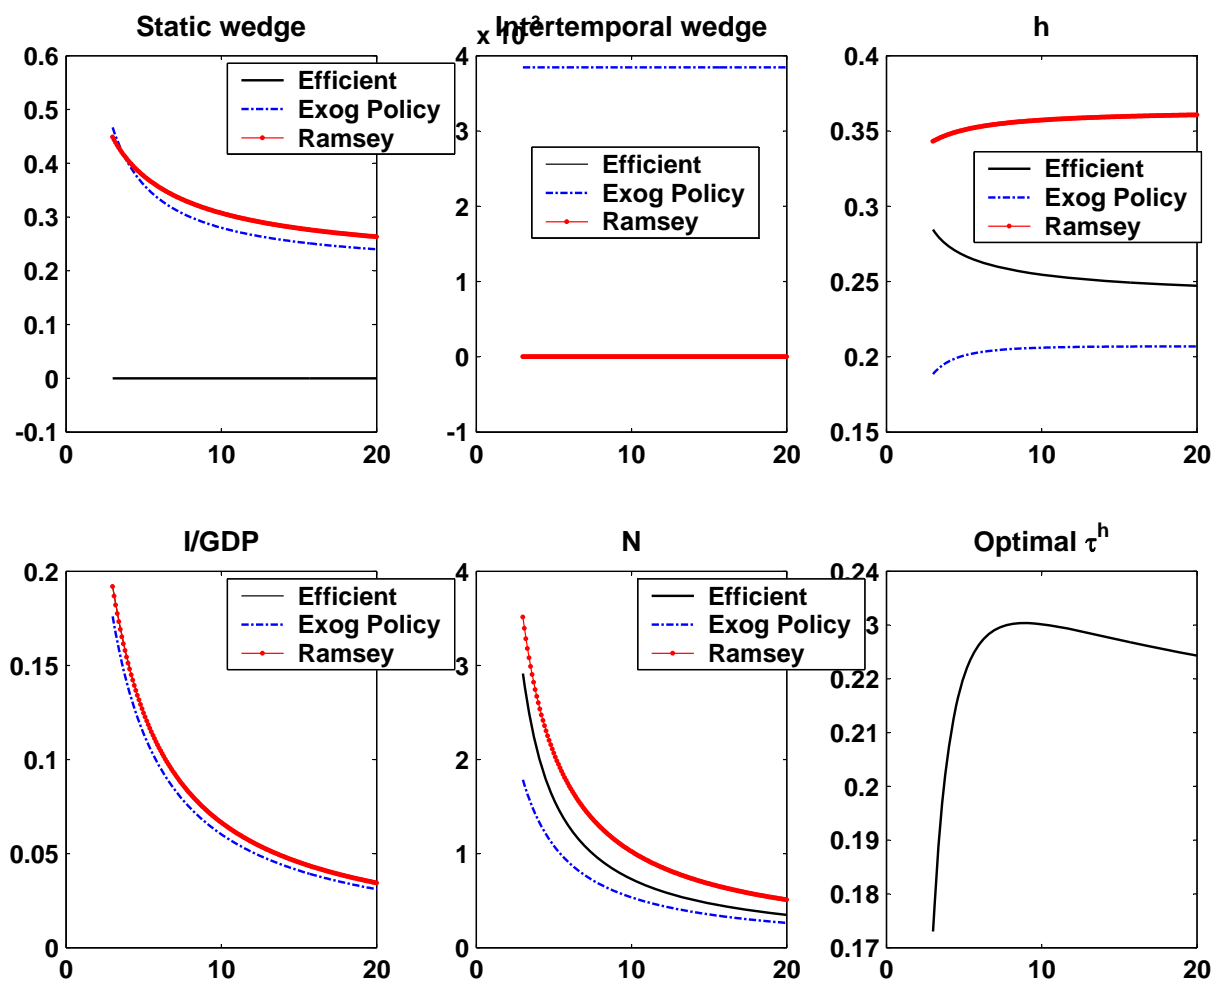 Static wedge
0.6
0.5
0.4
0.3
0.2
0.1
0
-0.1
0
10
20
Efficient
Exog Policy
Ramsey
Intertemporal wedge
x 10
4
3
2
1
0
-1
0
10
20
Efficient
Exog Policy
Ramsey
h
0.4
0.35
0.3
0.25
0.2
0.15
0
10
20
Efficient
Exog Policy
Ramsey
I/GDP
0.2
0.15
0.1
0.05
0
0
10
20
Efficient
Exog Policy
Ramsey
N
4
3
2
1
0
0
10
20
Efficient
Exog Policy
Ramsey
Optimal τ^h
0.24
3
0.22
0.21
0.2
0.19
0.18
0.17
0
10
20